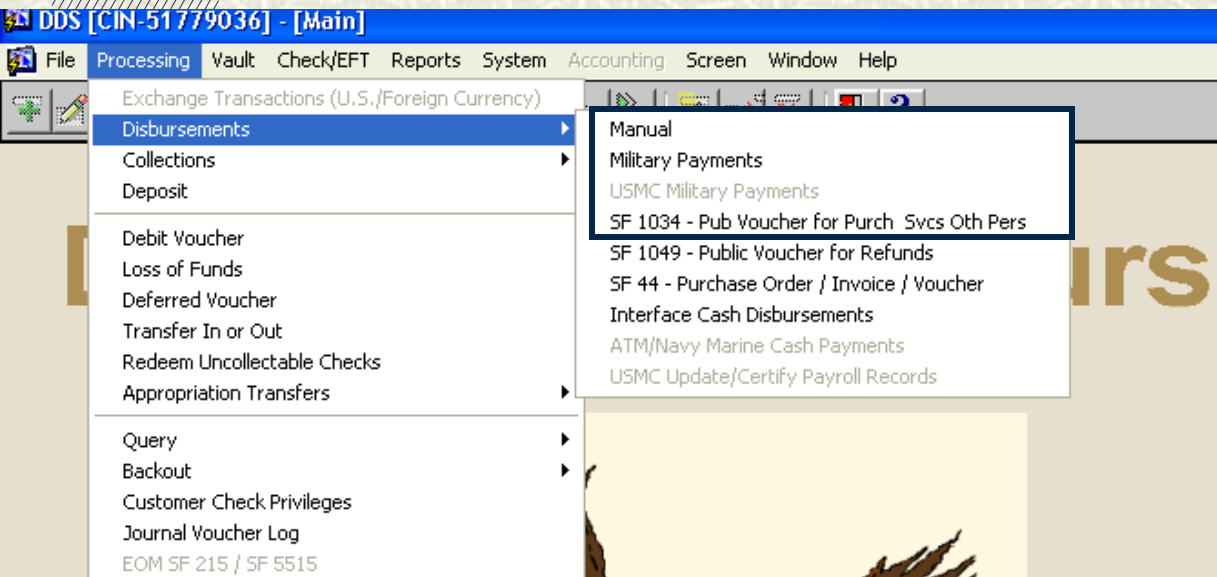 DDS [CIN-51779036] - [Main]
File Processing Vault Check/EFT Reports System Accounting Screen Window Help
Exchange Transactions (U.S./Foreign Currency)
Disbursements
Collections
Deposit
Debit Voucher
Loss of Funds
Deferred Voucher
Transfer In or Out
Redeem Uncollectable Checks
Appropriation Transfers
Query
Backout
Customer Check Privileges
Journal Voucher Log
EOM SF 215 / SF 5515
Manual
Military Payments
USMC Military Payments
SF 1034 - Pub Voucher for Purch Svcs Oth Pers
SF 1049 - Public Voucher for Refunds
SF 44 - Purchase Order / Invoice / Voucher
Interface Cash Disbursements
ATM/Navy Marine Cash Payments
USMC Update/Certify Payroll Records
urs